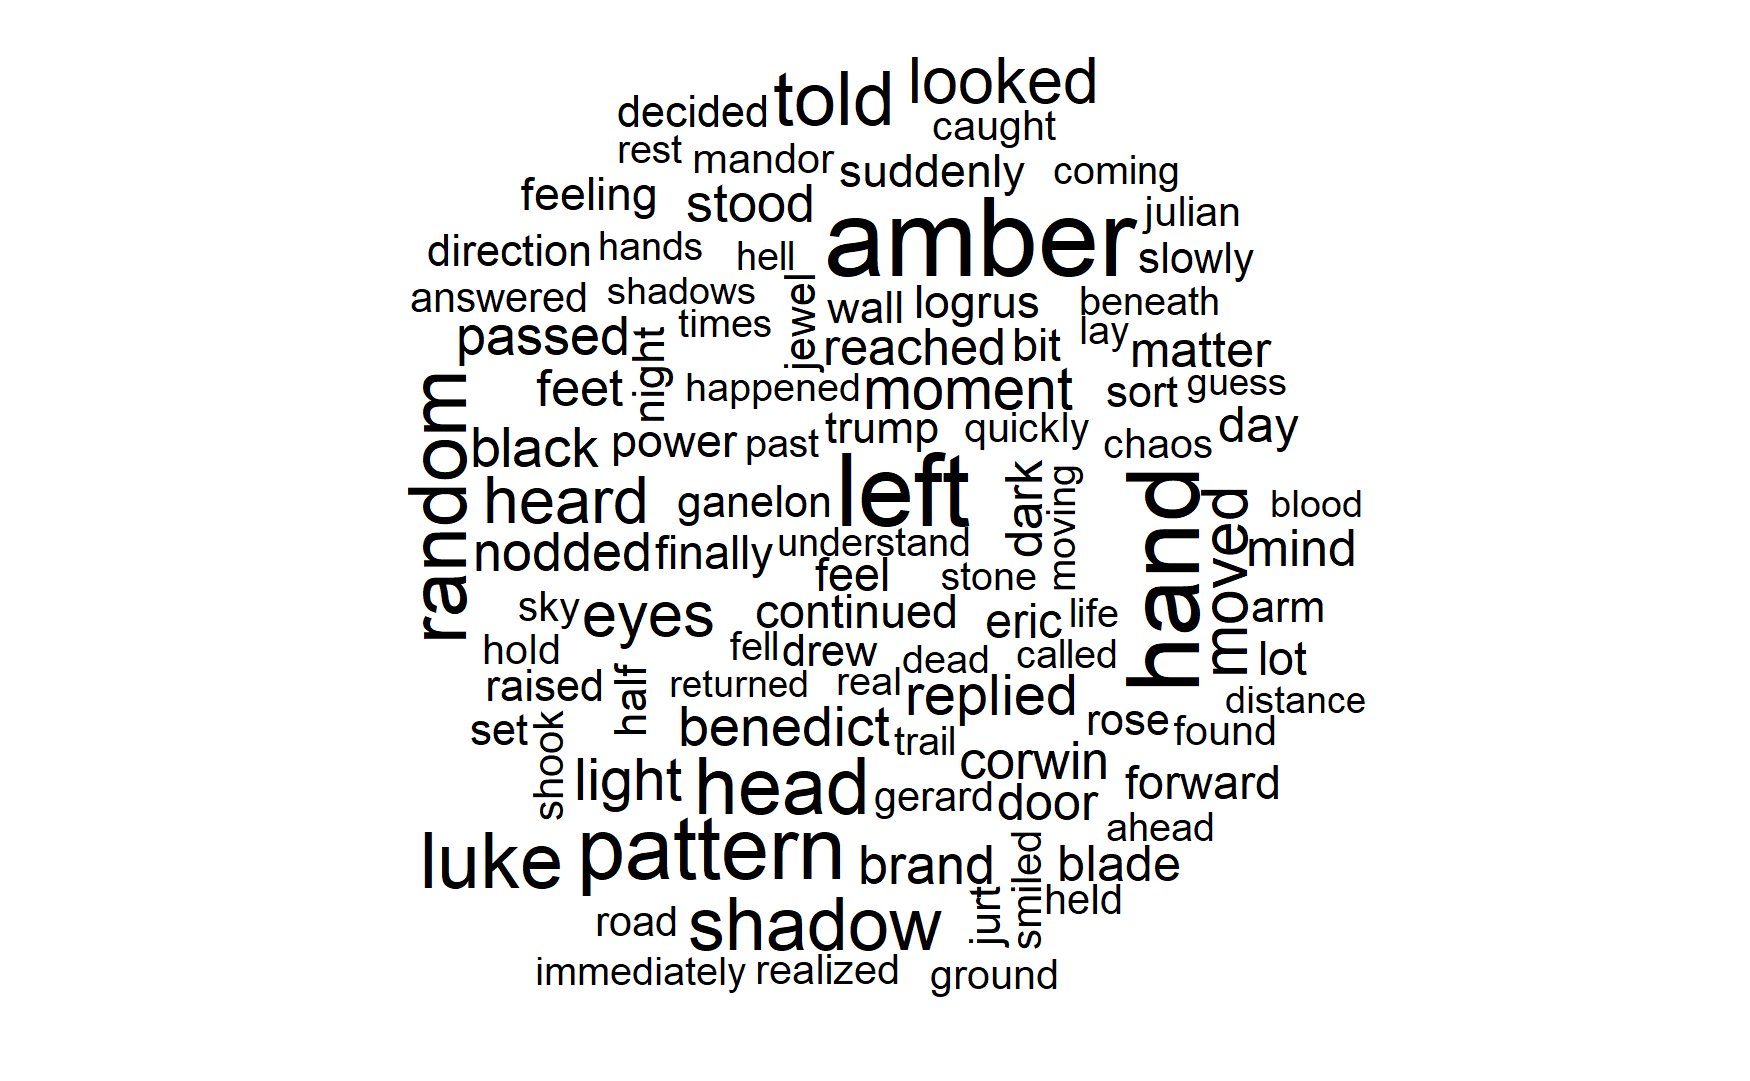 looked
told
decided
caught
rest
mandor
suddenly
coming
feeling
stood
amber
julian
direction
hands
hell
slowly
answered
shadows
jewel
wall
logrus
beneath
passed
times
night
reached
bit
lay
matter
feet
happened
moment
sort
guess
random
black
power
past
trump
quickly
chaos
day
heard
ganelon
left
dark
moving
hand
moved
blood
nodded
finally
understand
mind
feel
stone
sky
eyes
continued
eric
life
arm
hold
fell
drew
dead
called
lot
raised
half
returned
real
replied
distance
set
shook
benedict
trail
rose
found
light
head
corwin
gerard
door
forward
luke
pattern
brand
ahead
blade
jurt
smiled
held
road
shadow
immediately
realized
ground